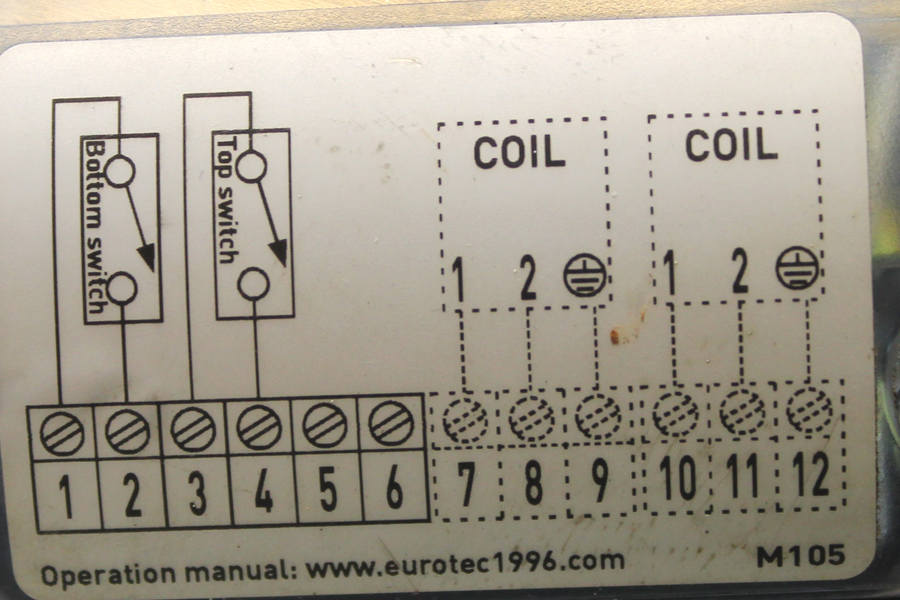 Bottom switch
Top switch
COIL
COIL
1 2
1 2
1 2 3 4 5 6 7 8 9 10 11 12
Operation manual: www.eurotec1996.com
M105